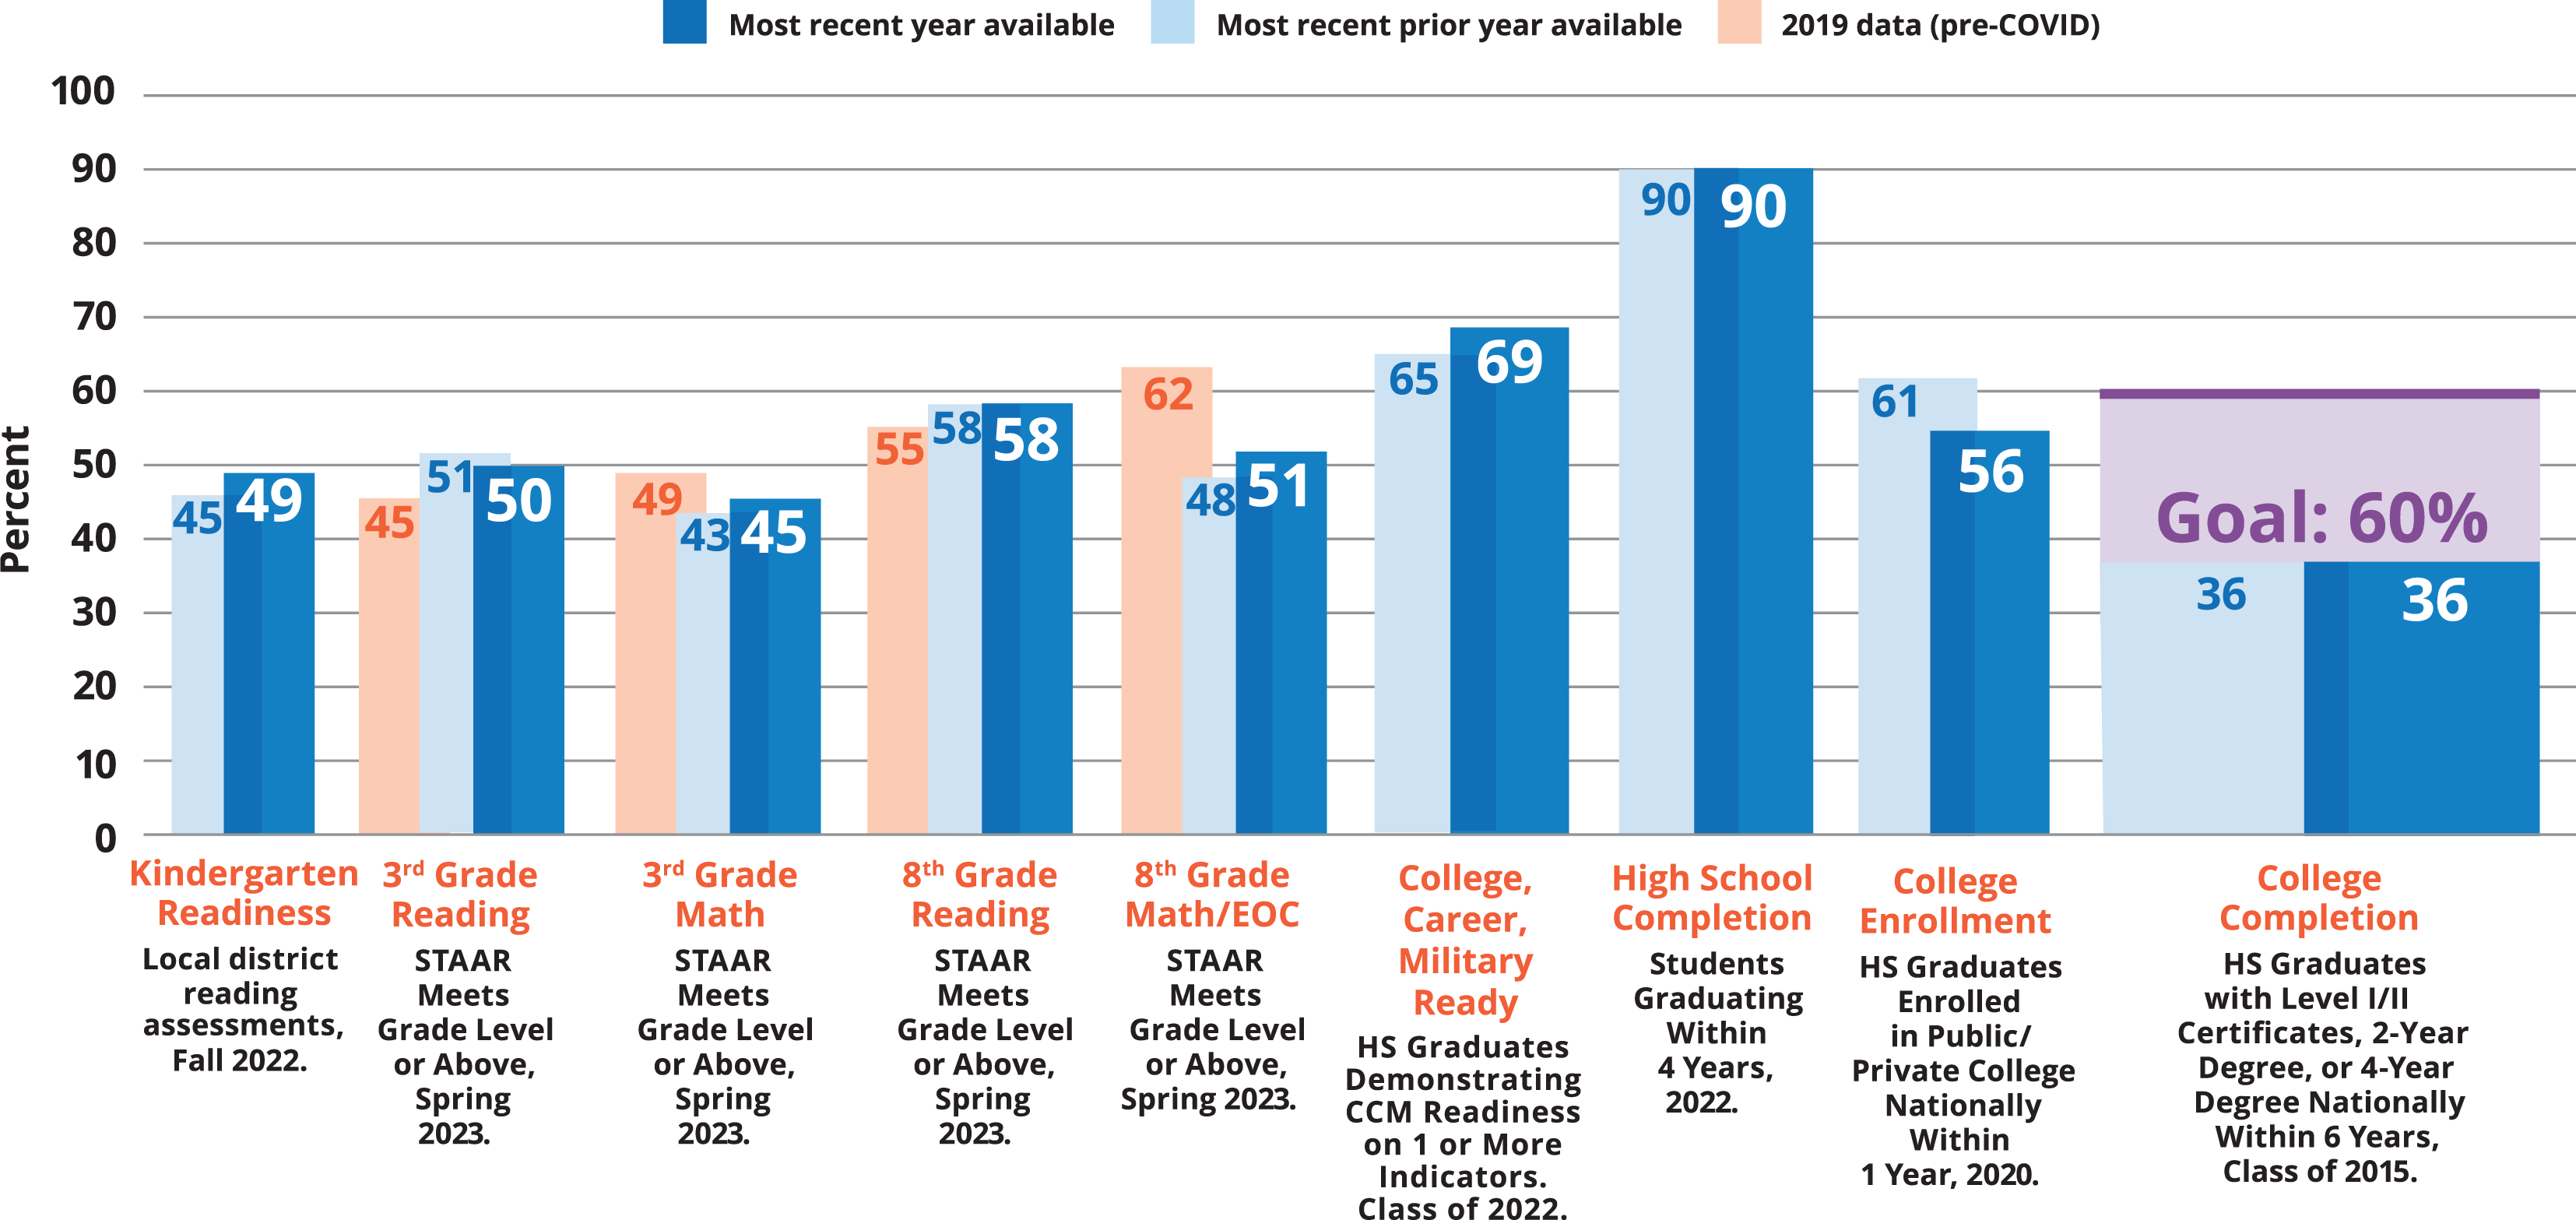 Most recent year available
Most recent prior year available
2019 data (pre-COVID)
Percent
100
90
80
70
60
50
40
30
20
10
0
45
49
45
51
50
49
43
45
55
58
58
62
48
51
65
69
90
90
61
56
Goal: 60%
36
36
Kindergarten
Readiness
Local district
reading
assessments,
Fall 2022.
3rd Grade
Reading
STAAR
Meets
Grade Level
or Above,
Spring
2023.
3rd Grade
Math
STAAR
Meets
Grade Level
or Above,
Spring
2023.
8th Grade
Reading
STAAR
Meets
Grade Level
or Above,
Spring
2023.
8th Grade
Math/EOC
STAAR
Meets
Grade Level
or Above,
Spring 2023.
College,
Career,
Military
Ready
HS Graduates
Demonstrating
CCM Readiness
on 1 or More
Indicators.
Class of 2022.
High School
Completion
Students
Graduating
Within
4 Years,
2022.
College
Enrollment
HS Graduates
Enrolled
in Public/
Private College
Nationally
Within
1 Year, 2020.
College
Completion
HS Graduates
with Level I/II
Certificates, 2-Year
Degree, or 4-Year
Degree Nationally
Within 6 Years,
Class of 2015.